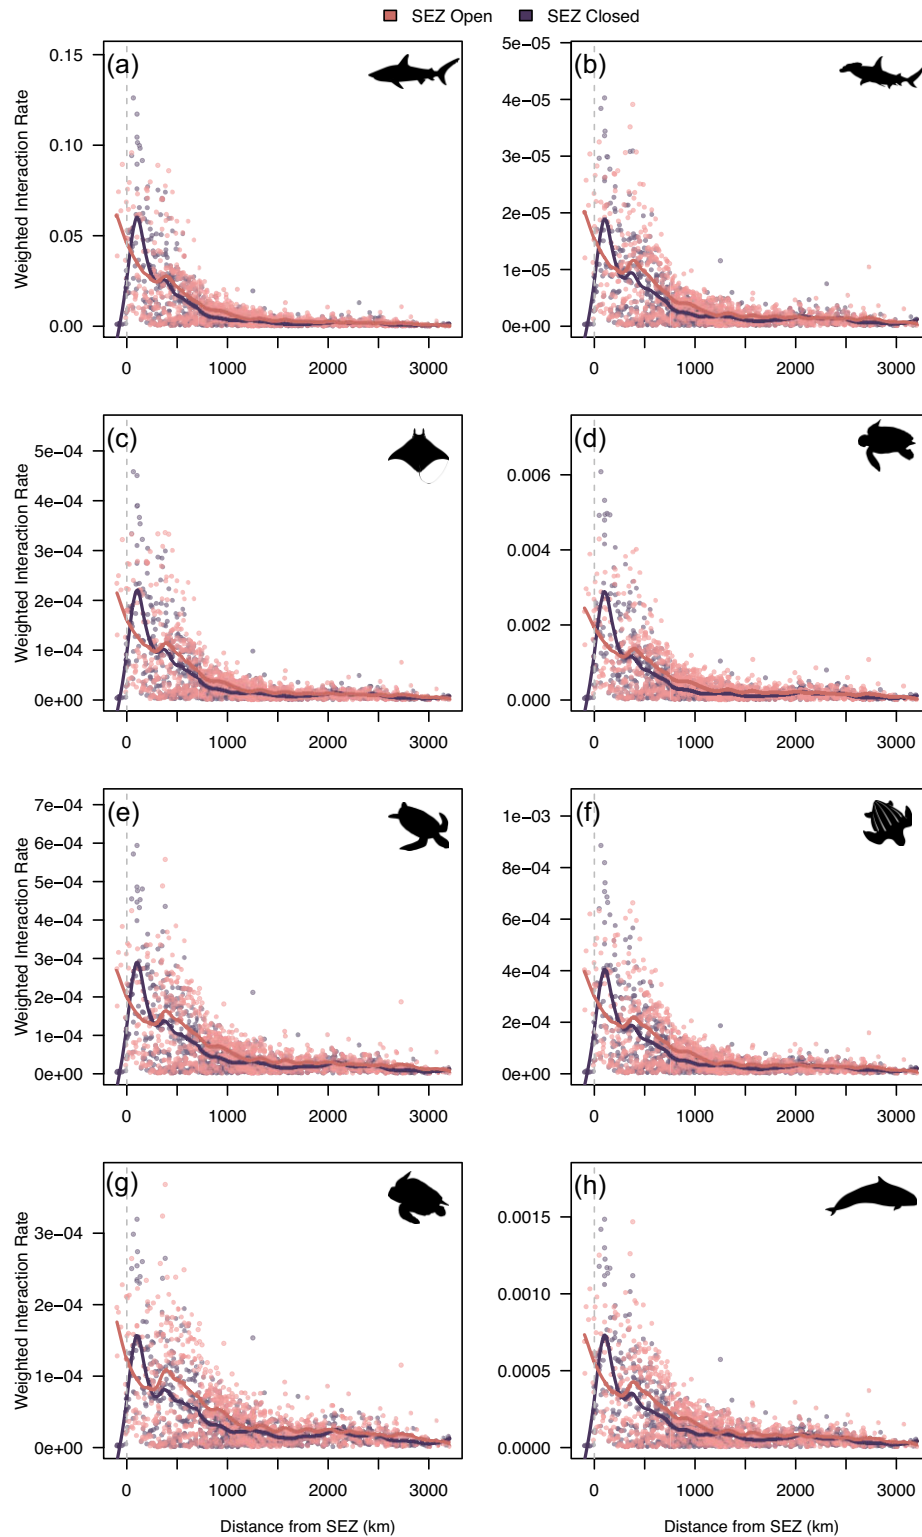 SEZ Open SEZ Closed
(a) (b)
Weighted Interaction Rate
0.15
0.10
0.05
0.00
5e−05
4e−05
3e−05
2e−05
1e−05
0e+00
0 1000 2000 3000
0 1000 2000 3000
(c) (d)
Weighted Interaction Rate
5e−04
4e−04
3e−04
2e−04
1e−04
0e+00
0.006
0.004
0.002
0.000
0 1000 2000 3000
0 1000 2000 3000
(e) (f)
Weighted Interaction Rate
7e−04
6e−04
5e−04
4e−04
3e−04
2e−04
1e−04
0e+00
1e−03
8e−04
6e−04
4e−04
2e−04
0e+00
0 1000 2000 3000
0 1000 2000 3000
(g) (h)
Weighted Interaction Rate
3e−04
2e−04
1e−04
0e+00
0.0015
0.0010
0.0005
0.0000
0 1000 2000 3000
0 1000 2000 3000
Distance from SEZ (km)
Distance from SEZ (km)